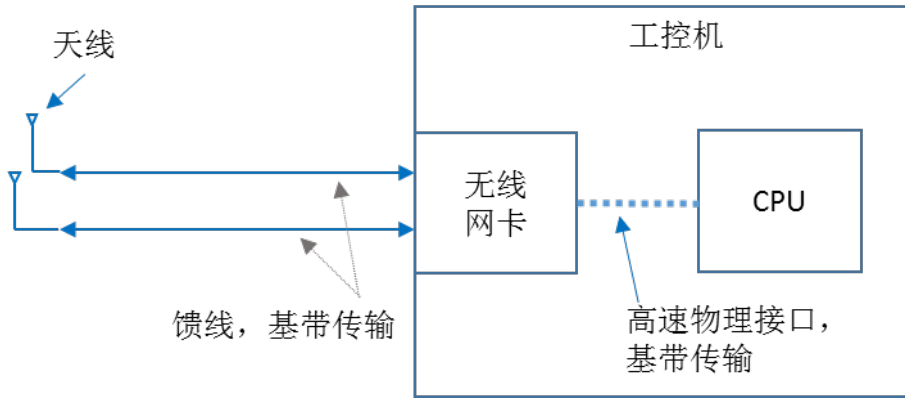 工控机
天线
无线
网卡
CPU
馈线，基带传输
高速物理接口，
基带传输